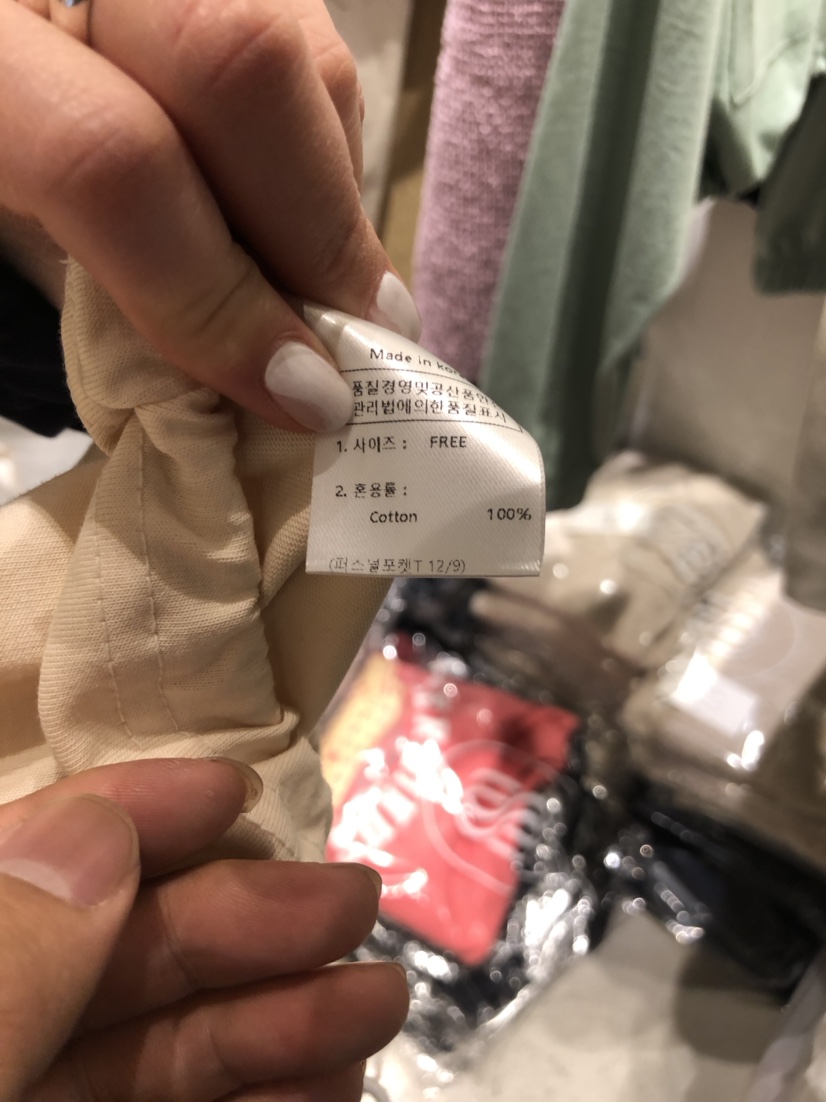 Made in kor
품질경영및공산품안
관리법에의한품질표시
1. 사이즈 : FREE
2. 혼용률 :
Cotton 100%
(퍼스널포켓T 12/9)